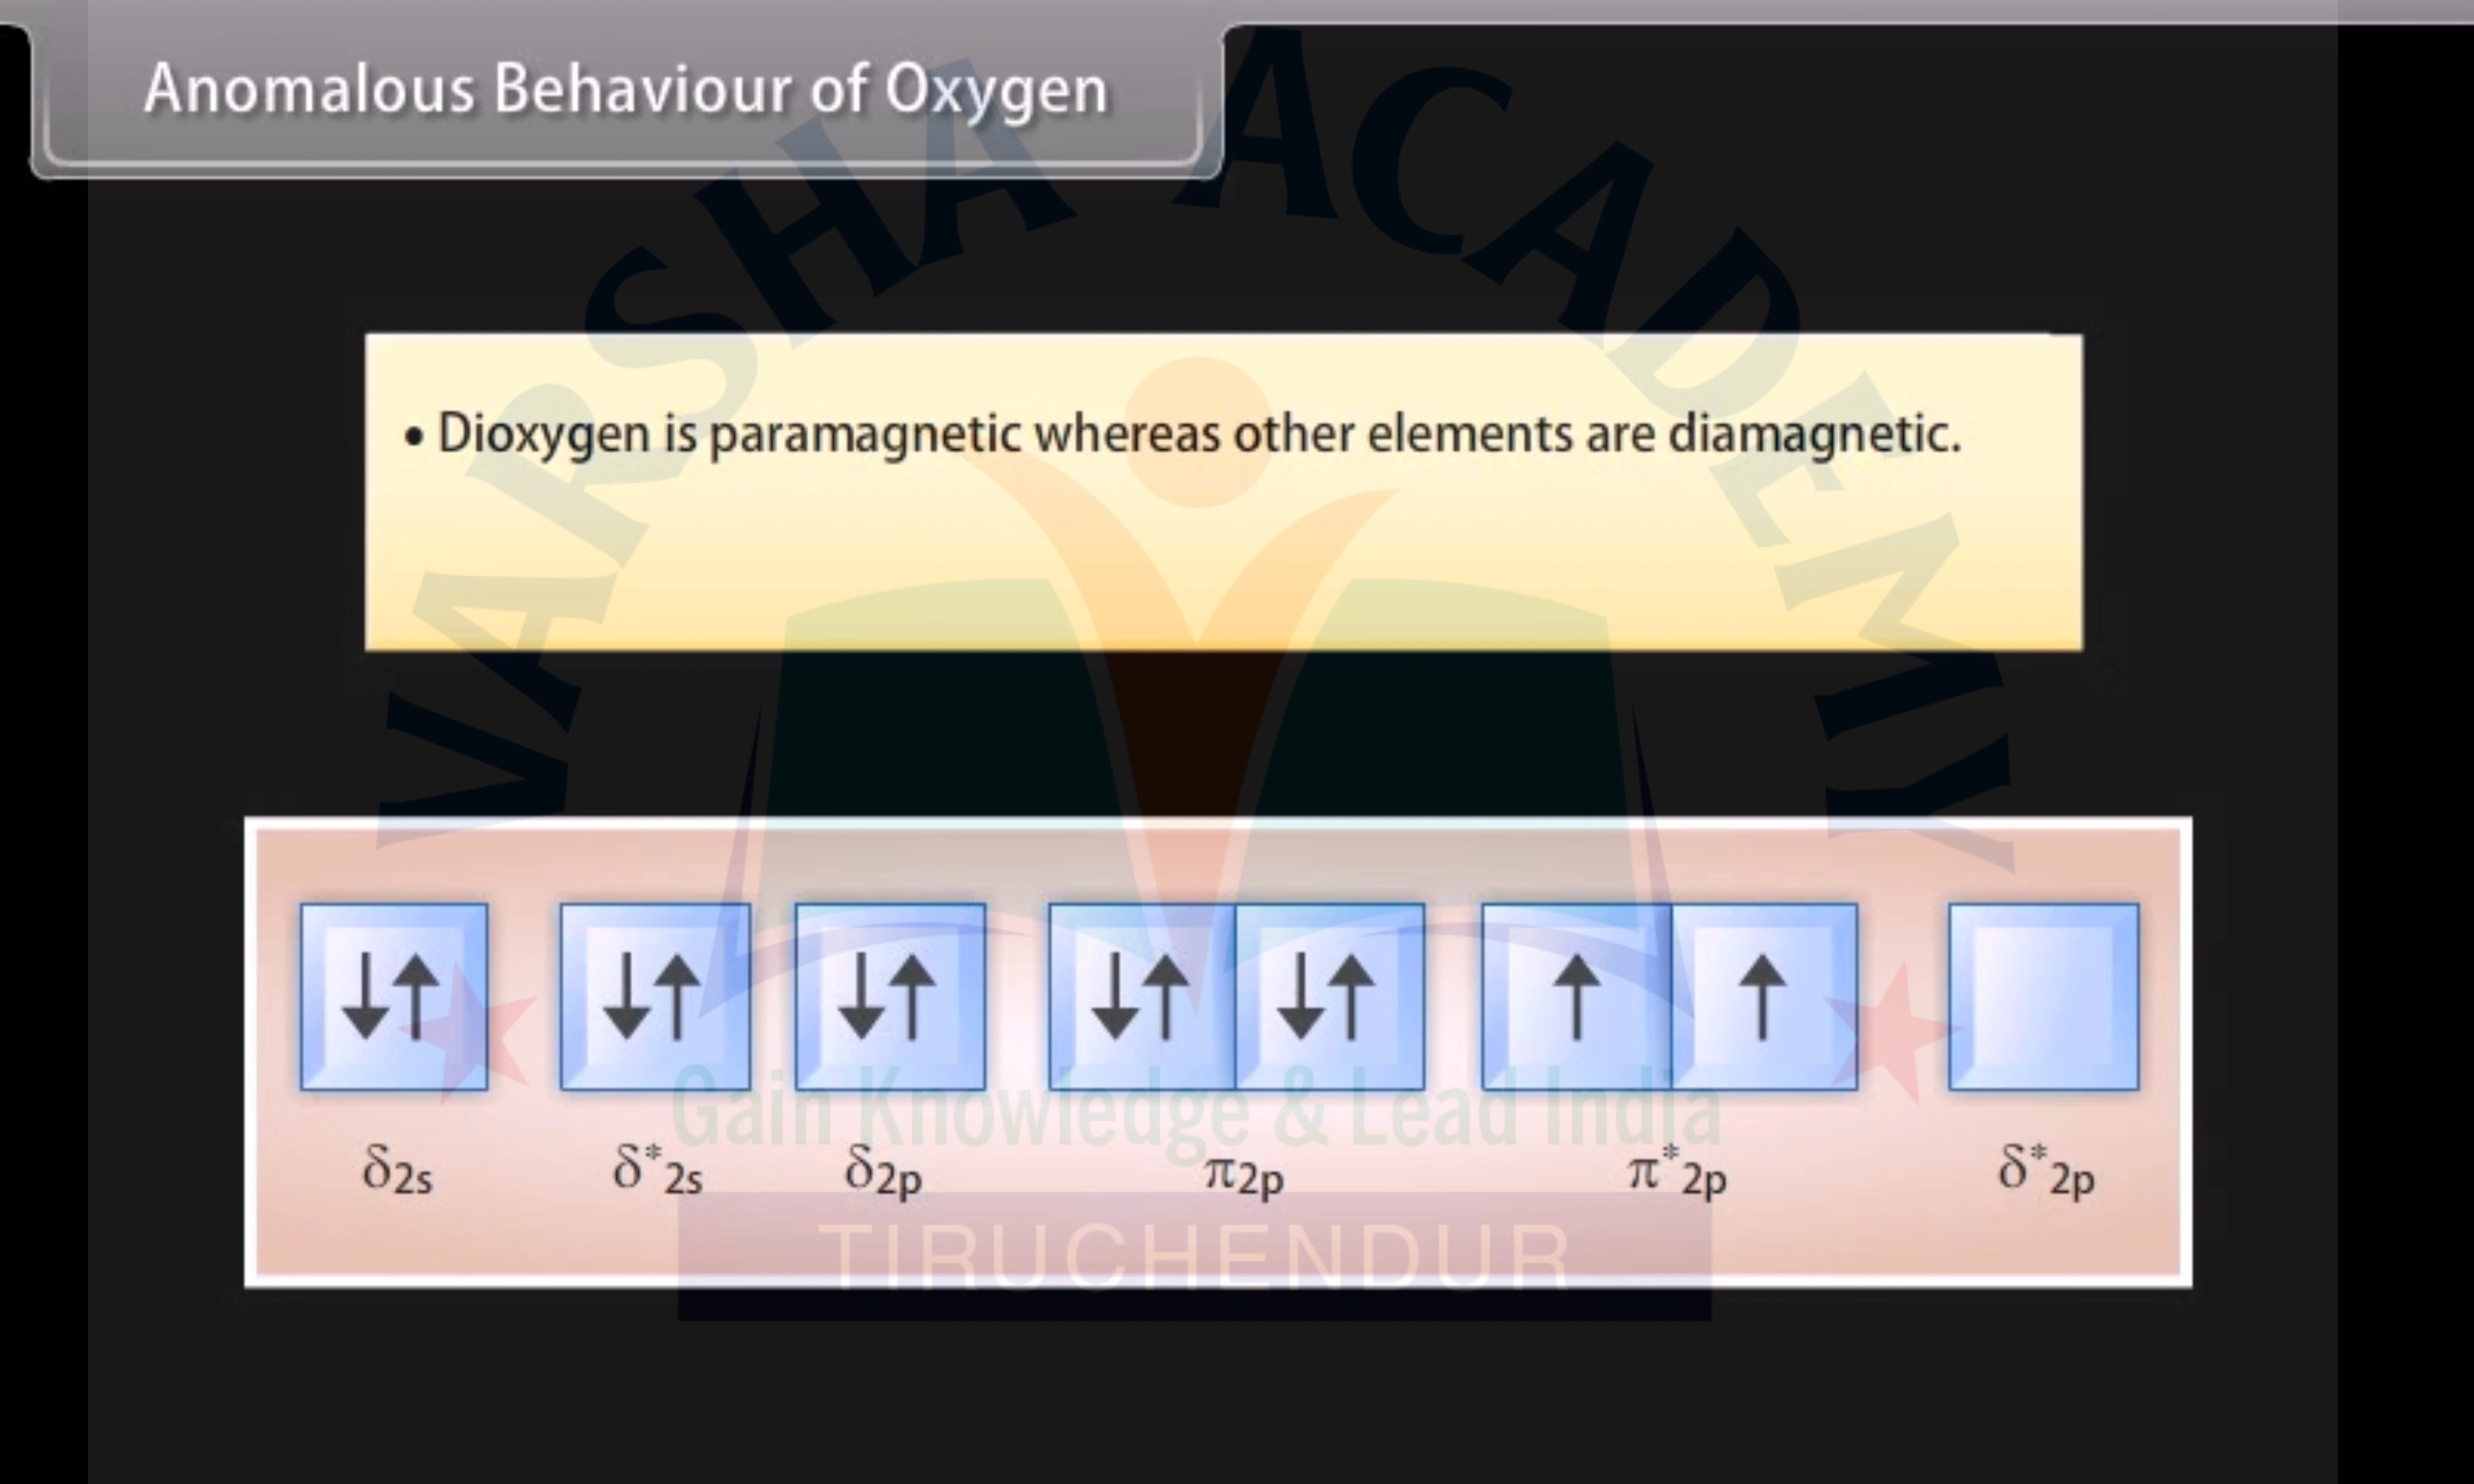 Anomalous Behaviour of Oxygen
VARSHA ACADEMY
• Dioxygen is paramagnetic whereas other elements are diamagnetic.
↓↑ ↓↑ ↓↑ ↓↑ ↓↑ ↑ ↑
Gain Knowledge & Lead India
δ2s δ*2s δ2p π2p π*2p δ*2p
TIRUCHENDUR